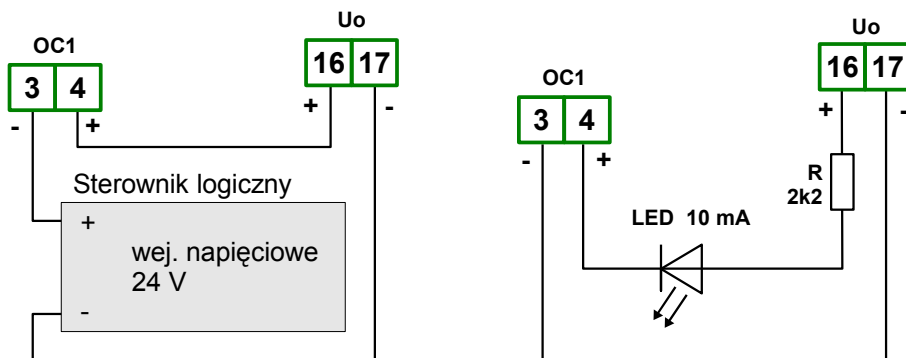 OC1
3 4
- +
Uo
16 17
+ -
Sterownik logiczny
+
wej. napięciowe
24 V
-
OC1
3 4
- +
Uo
16 17
+ -
R
2k2
LED 10 mA